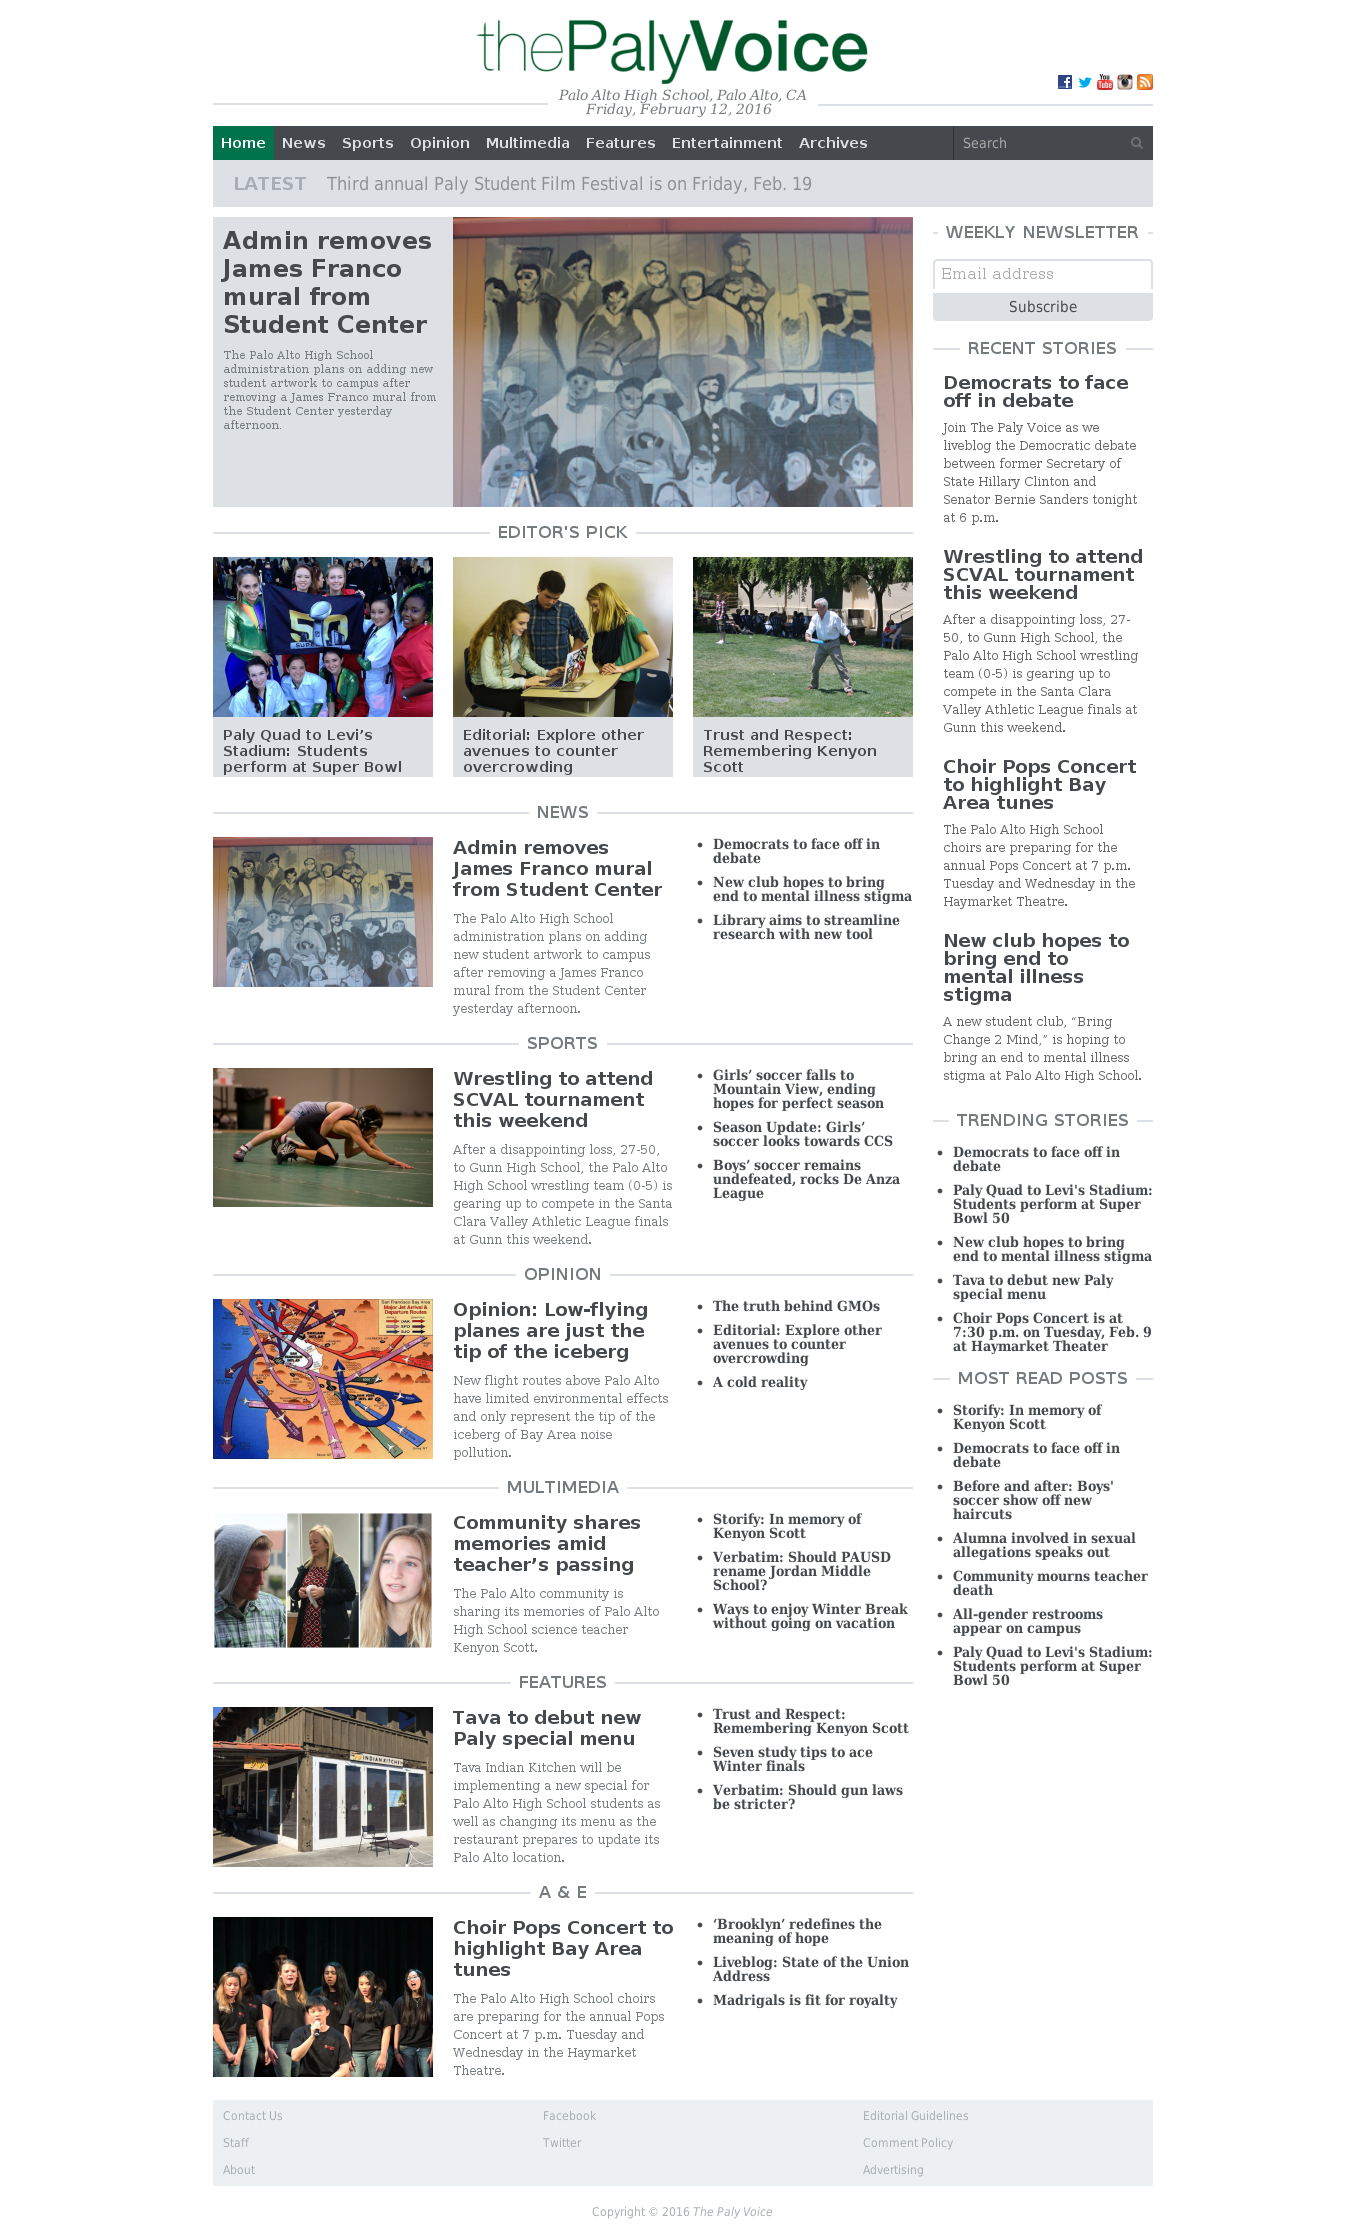 thePalyVoice
Palo Alto High School, Palo Alto, CA
Friday, February 12, 2016
Home News Sports Opinion Multimedia Features Entertainment Archives Search
LATEST Third annual Paly Student Film Festival is on Friday, Feb. 19
Admin removes
James Franco
mural from
Student Center
The Palo Alto High School
administration plans on adding new
student artwork to campus after
removing a James Franco mural from
the Student Center yesterday
afternoon.
EDITOR'S PICK
Paly Quad to Levi’s
Stadium: Students
perform at Super Bowl
Editorial: Explore other
avenues to counter
overcrowding
Trust and Respect:
Remembering Kenyon
Scott
NEWS
Admin removes
James Franco mural
from Student Center
The Palo Alto High School
administration plans on adding
new student artwork to campus
after removing a James Franco
mural from the Student Center
yesterday afternoon.
• Democrats to face off in
debate
• New club hopes to bring
end to mental illness stigma
• Library aims to streamline
research with new tool
SPORTS
Wrestling to attend
SCVAL tournament
this weekend
After a disappointing loss, 27-50,
to Gunn High School, the Palo Alto
High School wrestling team (0-5) is
gearing up to compete in the Santa
Clara Valley Athletic League finals
at Gunn this weekend.
• Girls’ soccer falls to
Mountain View, ending
hopes for perfect season
• Season Update: Girls’
soccer looks towards CCS
• Boys’ soccer remains
undefeated, rocks De Anza
League
OPINION
Opinion: Low-flying
planes are just the
tip of the iceberg
New flight routes above Palo Alto
have limited environmental effects
and only represent the tip of the
iceberg of Bay Area noise
pollution.
• The truth behind GMOs
• Editorial: Explore other
avenues to counter
overcrowding
• A cold reality
MULTIMEDIA
Community shares
memories amid
teacher’s passing
The Palo Alto community is
sharing its memories of Palo Alto
High School science teacher
Kenyon Scott.
• Storify: In memory of
Kenyon Scott
• Verbatim: Should PAUSD
rename Jordan Middle
School?
• Ways to enjoy Winter Break
without going on vacation
FEATURES
Tava to debut new
Paly special menu
Tava Indian Kitchen will be
implementing a new special for
Palo Alto High School students as
well as changing its menu as the
restaurant prepares to update its
Palo Alto location.
• Trust and Respect:
Remembering Kenyon Scott
• Seven study tips to ace
Winter finals
• Verbatim: Should gun laws
be stricter?
A & E
Choir Pops Concert to
highlight Bay Area
tunes
The Palo Alto High School choirs
are preparing for the annual Pops
Concert at 7 p.m. Tuesday and
Wednesday in the Haymarket
Theatre.
• ‘Brooklyn’ redefines the
meaning of hope
• Liveblog: State of the Union
Address
• Madrigals is fit for royalty
WEEKLY NEWSLETTER
Email address
Subscribe
RECENT STORIES
Democrats to face
off in debate
Join The Paly Voice as we
liveblog the Democratic debate
between former Secretary of
State Hillary Clinton and
Senator Bernie Sanders tonight
at 6 p.m.
Wrestling to attend
SCVAL tournament
this weekend
After a disappointing loss, 27-
50, to Gunn High School, the
Palo Alto High School wrestling
team (0-5) is gearing up to
compete in the Santa Clara
Valley Athletic League finals at
Gunn this weekend.
Choir Pops Concert
to highlight Bay
Area tunes
The Palo Alto High School
choirs are preparing for the
annual Pops Concert at 7 p.m.
Tuesday and Wednesday in the
Haymarket Theatre.
New club hopes to
bring end to
mental illness
stigma
A new student club, “Bring
Change 2 Mind,” is hoping to
bring an end to mental illness
stigma at Palo Alto High School.
TRENDING STORIES
• Democrats to face off in
debate
• Paly Quad to Levi's Stadium:
Students perform at Super
Bowl 50
• New club hopes to bring
end to mental illness stigma
• Tava to debut new Paly
special menu
• Choir Pops Concert is at
7:30 p.m. on Tuesday, Feb. 9
at Haymarket Theater
MOST READ POSTS
• Storify: In memory of
Kenyon Scott
• Democrats to face off in
debate
• Before and after: Boys'
soccer show off new
haircuts
• Alumna involved in sexual
allegations speaks out
• Community mourns teacher
death
• All-gender restrooms
appear on campus
• Paly Quad to Levi's Stadium:
Students perform at Super
Bowl 50
Contact Us Facebook Editorial Guidelines
Staff Twitter Comment Policy
About Advertising
Copyright © 2016 The Paly Voice